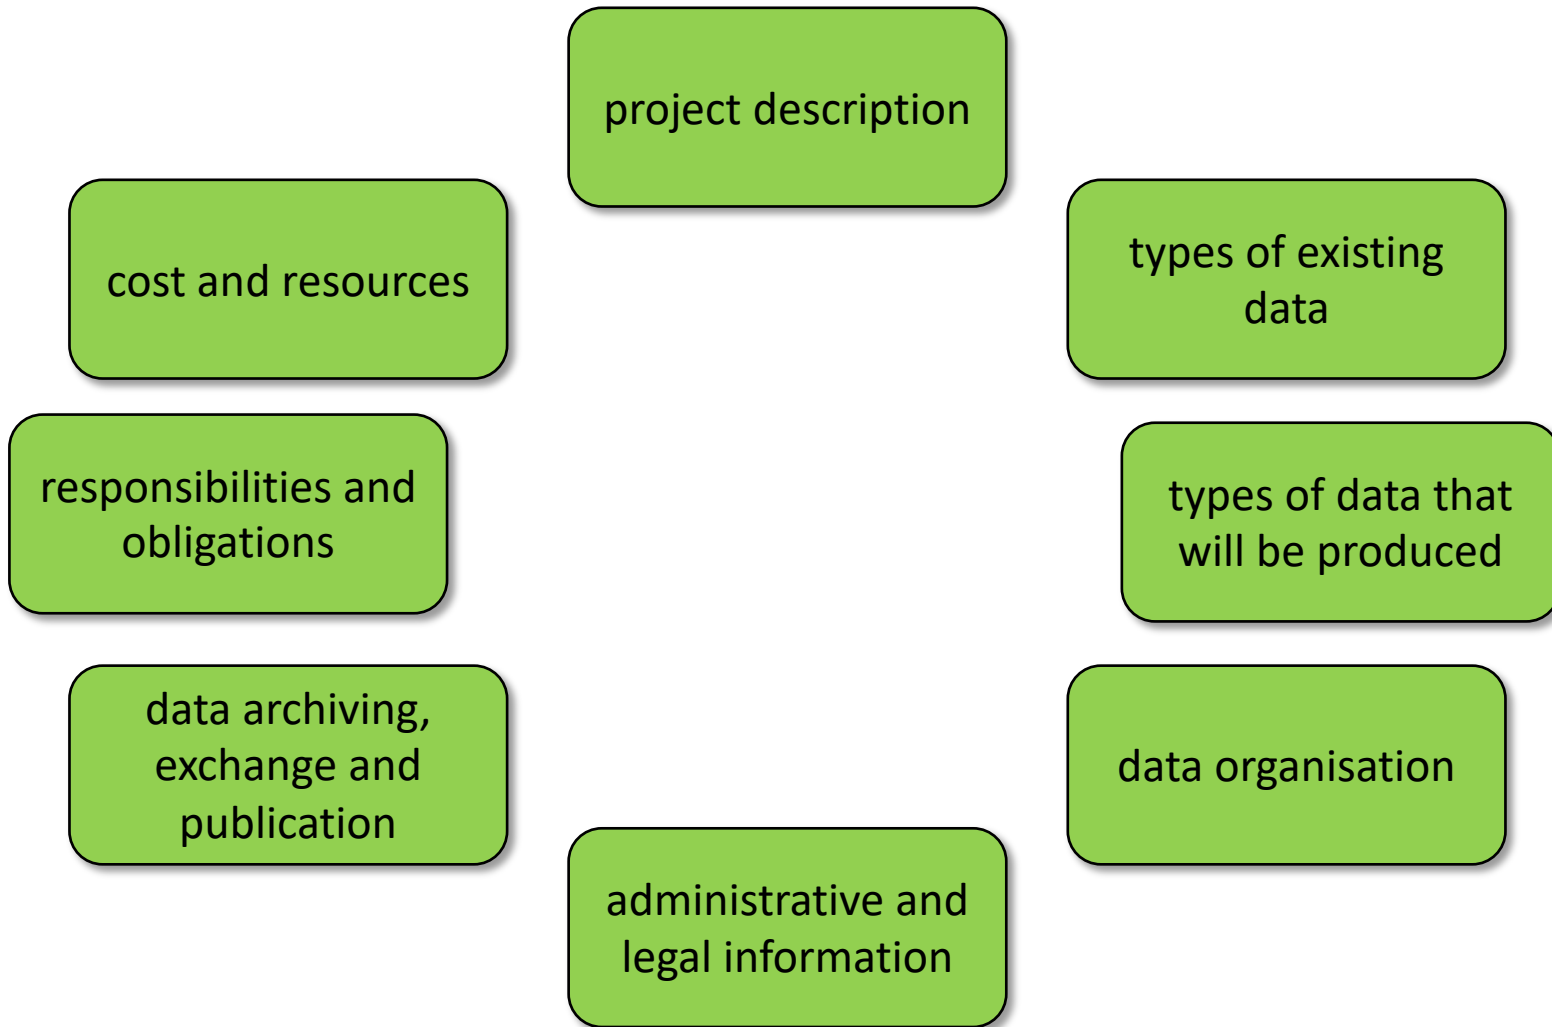 project description
types of existing
data
types of data that
will be produced
data organisation
administrative and
legal information
data archiving,
exchange and
publication
responsibilities and
obligations
cost and resources